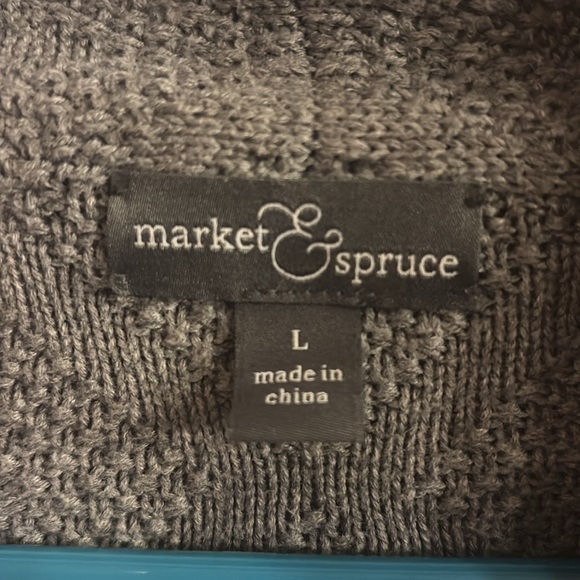 market & spruce
L
made in
china